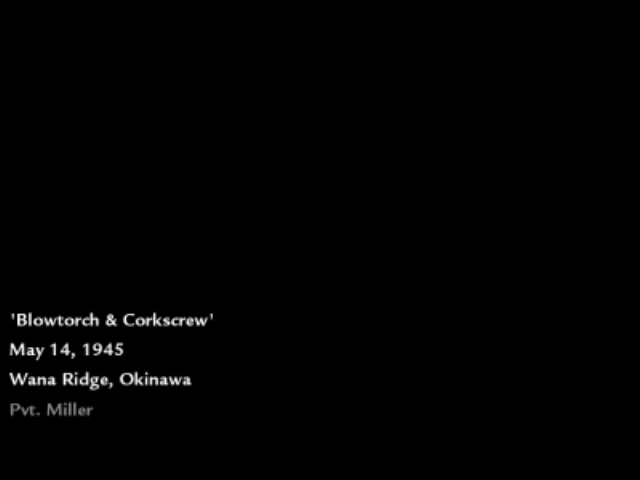 'Blowtorch & Corkscrew'
May 14, 1945
Wana Ridge, Okinawa
Pvt. Miller